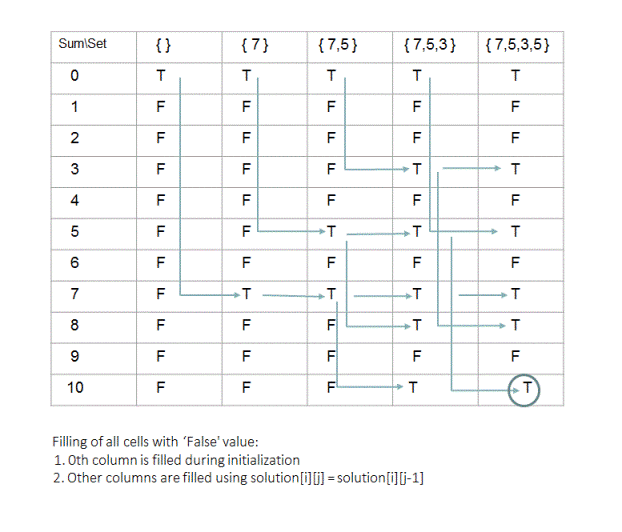 Sum\Set {} {7} {7,5} {7,5,3} {7,5,3,5}
0 T T T T T
1 F F F F F
2 F F F F F
3 F F F T T
4 F F F F F
5 F F T T T
6 F F F F F
7 F T T T T
8 F F F T T
9 F F F F F
10 F F F T T
Filling of all cells with 'False' value:
1. 0th column is filled during initialization
2. Other columns are filled using solution[i][j] = solution[i][j-1]